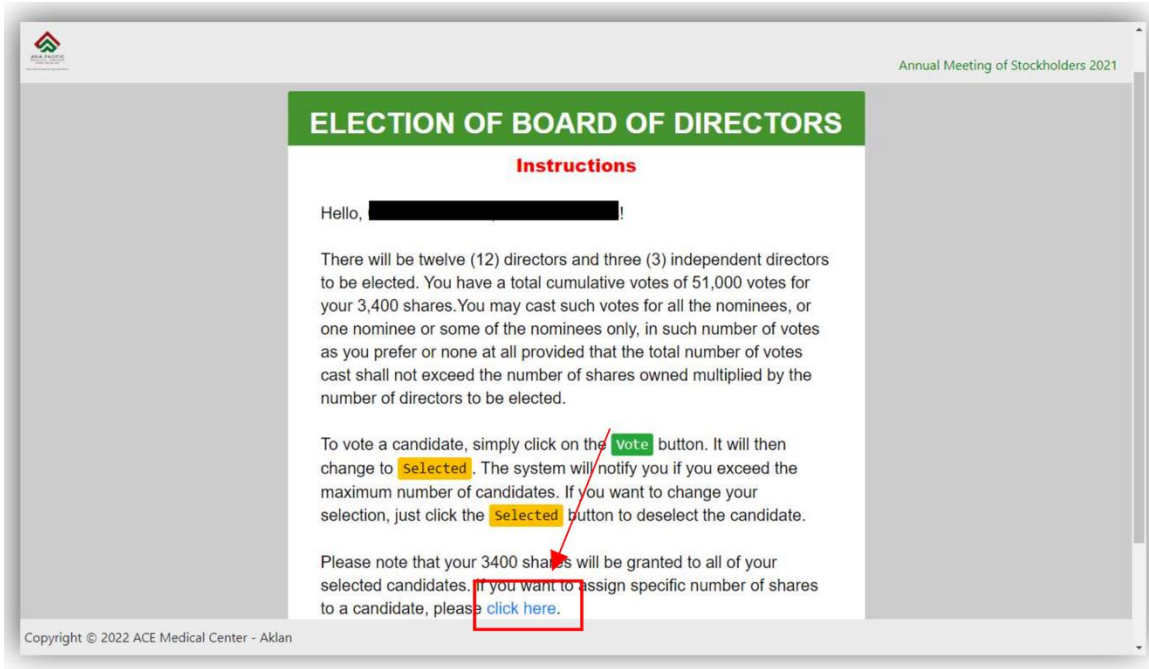 ASIA PACIFIC
Annual Meeting of Stockholders 2021
ELECTION OF BOARD OF DIRECTORS
Instructions
Hello, !
There will be twelve (12) directors and three (3) independent directors
to be elected. You have a total cumulative votes of 51,000 votes for
your 3,400 shares.You may cast such votes for all the nominees, or
one nominee or some of the nominees only, in such number of votes
as you prefer or none at all provided that the total number of votes
cast shall not exceed the number of shares owned multiplied by the
number of directors to be elected.
To vote a candidate, simply click on the Vote button. It will then
change to Selected. The system will notify you if you exceed the
maximum number of candidates. If you want to change your
selection, just click the Selected button to deselect the candidate.
Please note that your 3400 shares will be granted to all of your
selected candidates. If you want to assign specific number of shares
to a candidate, please click here.
Copyright © 2022 ACE Medical Center - Aklan